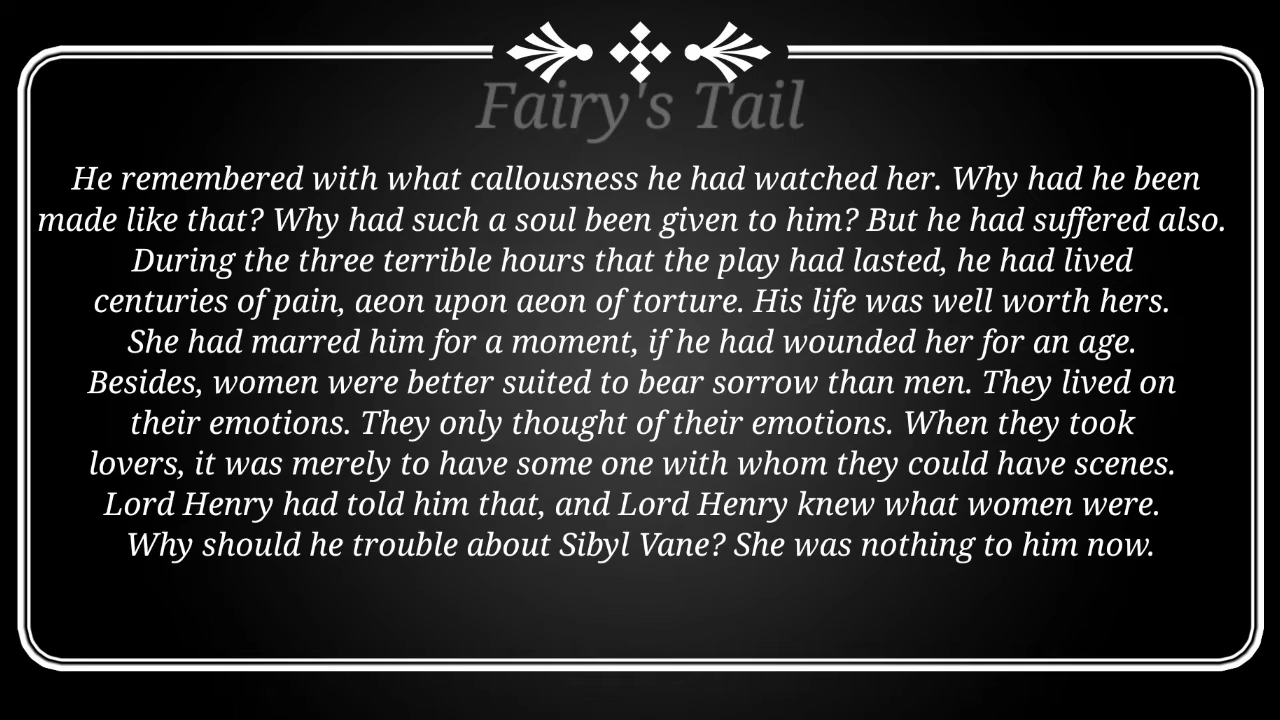 Fairy's Tail
He remembered with what callousness he had watched her. Why had he been
made like that? Why had such a soul been given to him? But he had suffered also.
During the three terrible hours that the play had lasted, he had lived
centuries of pain, aeon upon aeon of torture. His life was well worth hers.
She had marred him for a moment, if he had wounded her for an age.
Besides, women were better suited to bear sorrow than men. They lived on
their emotions. They only thought of their emotions. When they took
lovers, it was merely to have some one with whom they could have scenes.
Lord Henry had told him that, and Lord Henry knew what women were.
Why should he trouble about Sibyl Vane? She was nothing to him now.